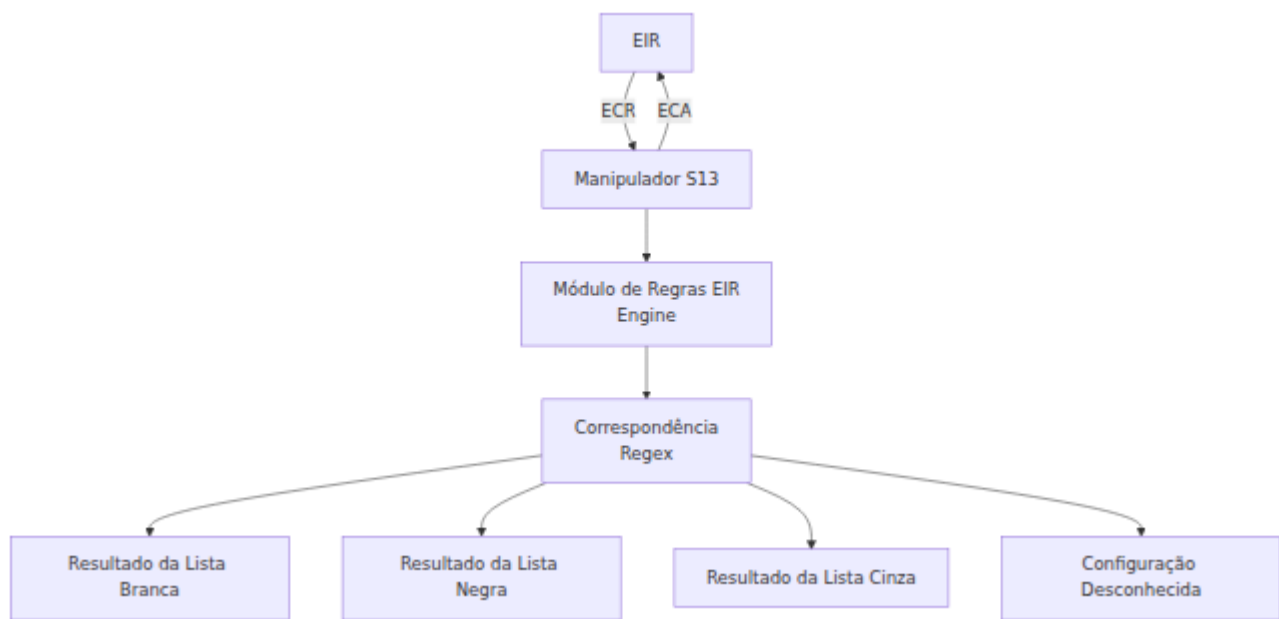 EIR
ECR
ECA
Manipulador S13
Módulo de Regras EIR
Engine
Correspondência
Regex
Resultado da Lista
Branca
Resultado da Lista
Negra
Resultado da Lista Cinza
Configuração
Desconhecida